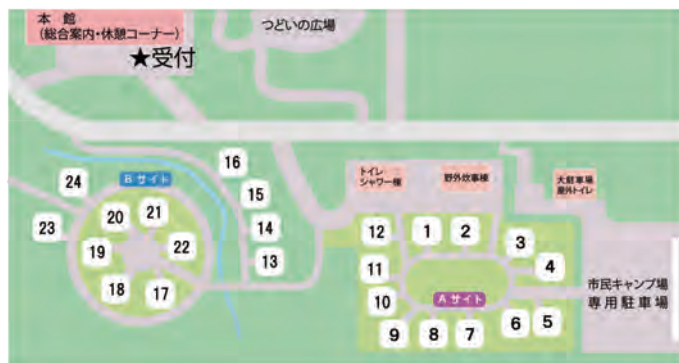 本 館
(総合案内・休憩コーナー)
★受付
つどいの広場
トイレ
シャワー棟
野外炊事棟
大駐車場
屋外トイレ
Bサイト
16
15
14
13
24
23
20
21
19
22
18
17
12
1
2
3
11
4
10
Aサイト
9
8
7
6
5
市民キャンプ場
専用駐車場